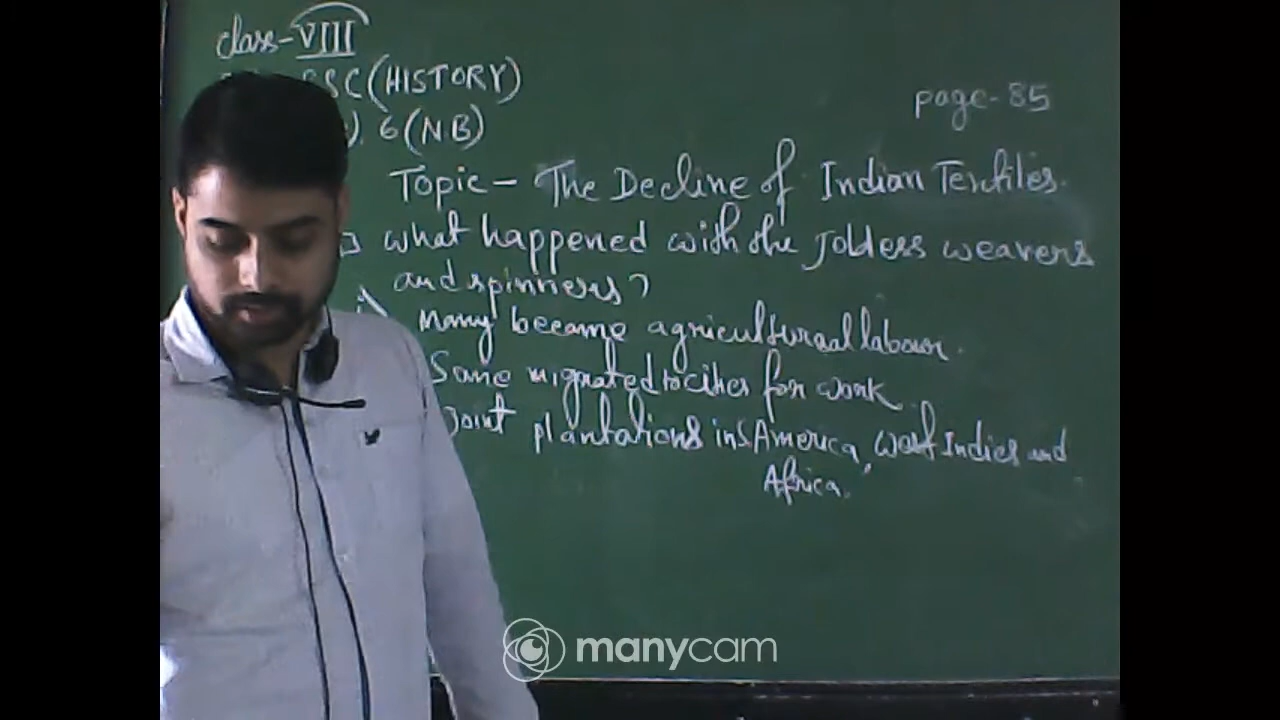 class-VIII
SSC (HISTORY)
page-85
6 (NB)
Topic - The Decline of Indian Textiles.
what happened with the Jobless weavers
and spinners?
Many became agricultural labour.
Some migrated to cities for work.
Joint plantations in S.America, West Indies and
Africa.
manycam